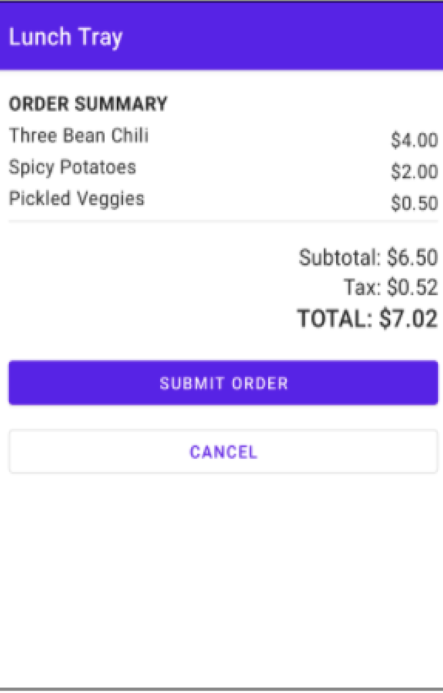 Lunch Tray
ORDER SUMMARY
Three Bean Chili $4.00
Spicy Potatoes $2.00
Pickled Veggies $0.50
Subtotal: $6.50
Tax: $0.52
TOTAL: $7.02
SUBMIT ORDER
CANCEL